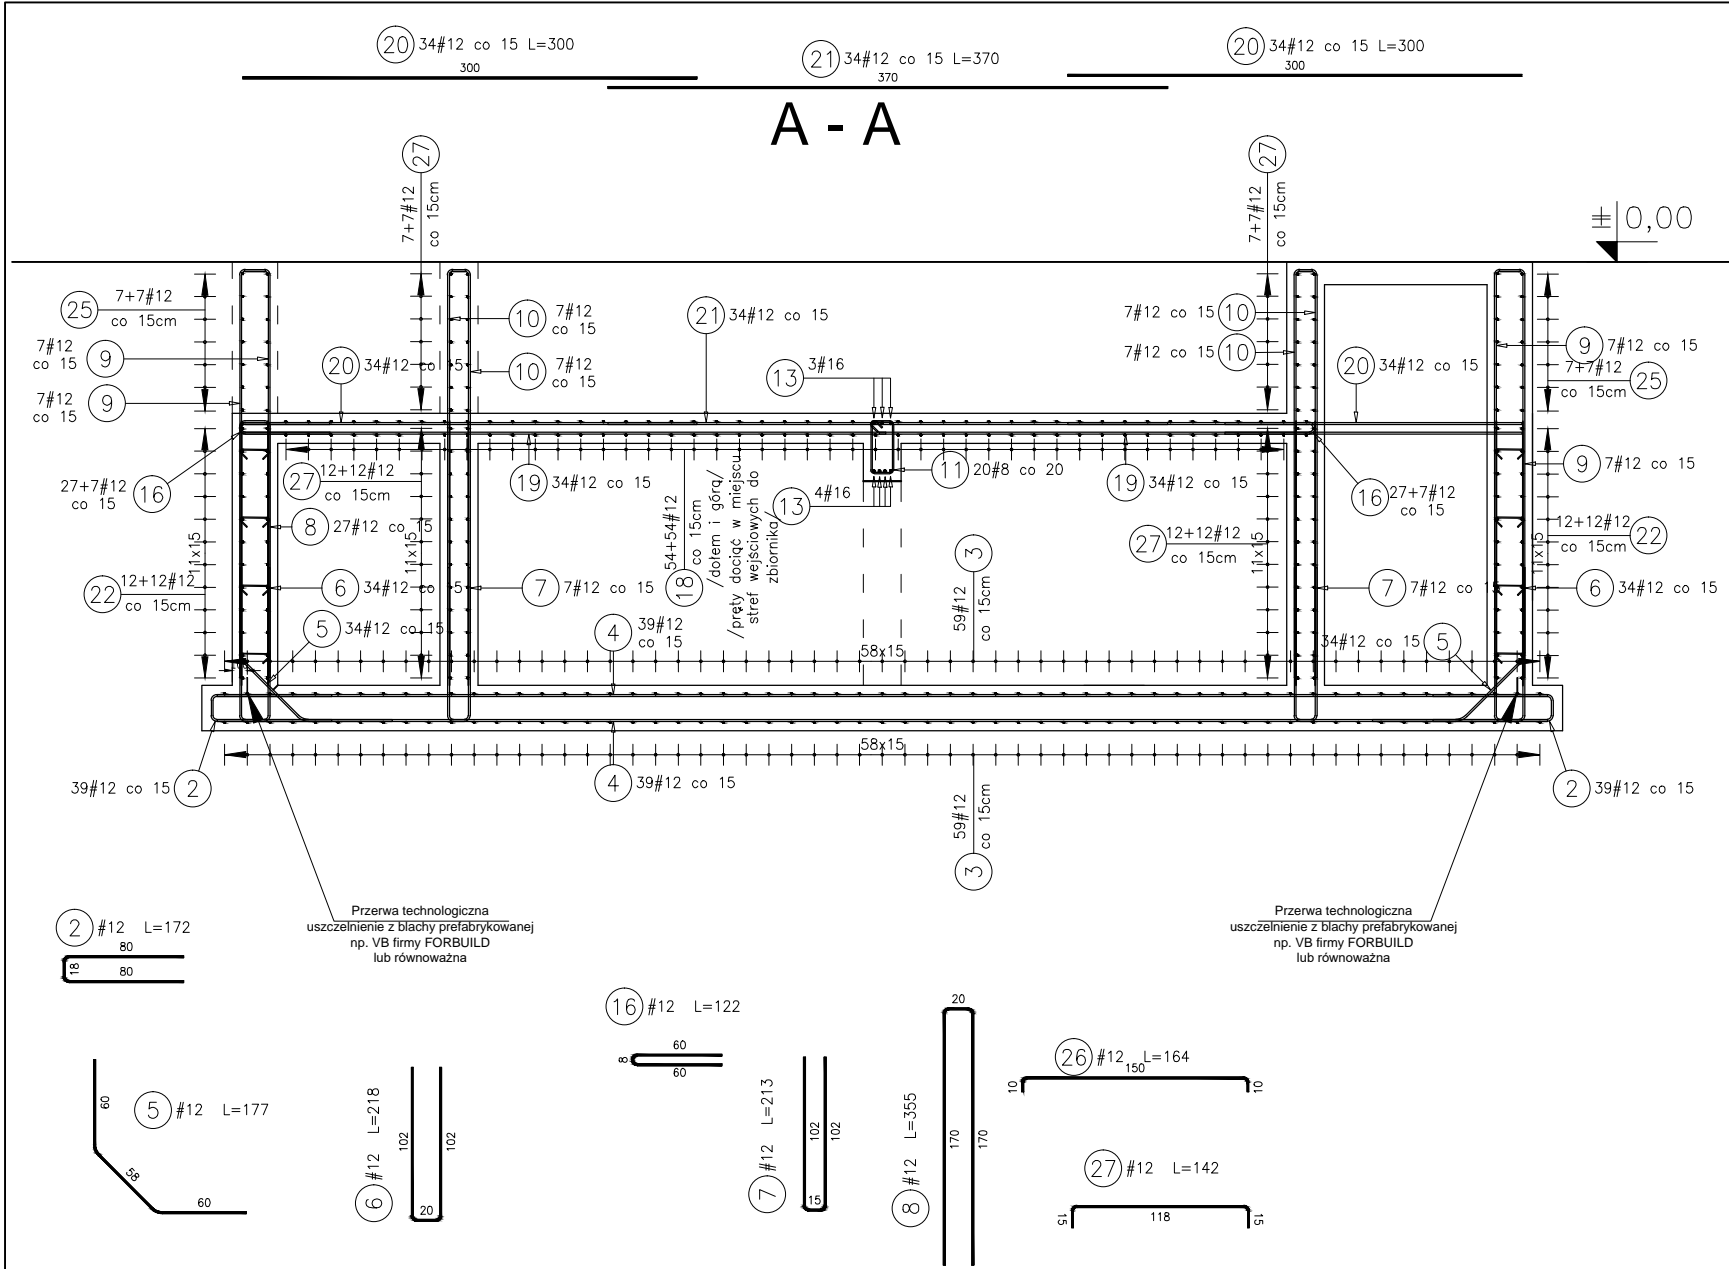 20 34#12 co 15 L=300
300
21 34#12 co 15 L=370
370
20 34#12 co 15 L=300
300
A - A
27
7+7#12
co 15cm
27
7+7#12
co 15cm
± 0,00
25 7+7#12
co 15cm
7#12
co 15 9
7#12
co 15 9
20 34#12 co 15
10 7#12
co 15
10 7#12
co 15
21 34#12 co 15
13 3#16
7#12 co 15 10
7#12 co 15 10
20 34#12 co 15
9 7#12 co 15
7+7#12
co 15cm 25
27+7#12
co 15 16
27 12+12#12
co 15cm
19 34#12 co 15
18
54+54#12
co 15cm
/dołem i górą/
/pręty dociąć w miejscu
stref wejściowych do
zbiornika/
11 20#8 co 20
4#16
13
19 34#12 co 15
16 27+7#12
co 15
9 7#12 co 15
8 27#12 co 15
11x15
11x15
11x15
11x15
27 12+12#12
co 15cm
12+12#12
co 15cm 22
22 12+12#12
co 15cm
6 34#12 co 15
7 7#12 co 15
3
59#12
co 15cm
7 7#12 co 15
6 34#12 co 15
5 34#12 co 15
4 39#12
co 15
58x15
34#12 co 15 5
58x15
39#12 co 15 2
4 39#12 co 15
59#12
co 15cm
3
2 39#12 co 15
Przerwa technologiczna
uszczelnienie z blachy prefabrykowanej
np. VB firmy FORBUILD
lub równoważna
Przerwa technologiczna
uszczelnienie z blachy prefabrykowanej
np. VB firmy FORBUILD
lub równoważna
2 #12 L=172
80
18
80
16 #12 L=122
60
8
60
5 #12 L=177
60
58
60
6 #12 L=218
102
102
20
7 #12 L=213
102
102
15
8 #12 L=355
20
170
170
26 #12 L=164
150
10
10
27 #12 L=142
15
118
15